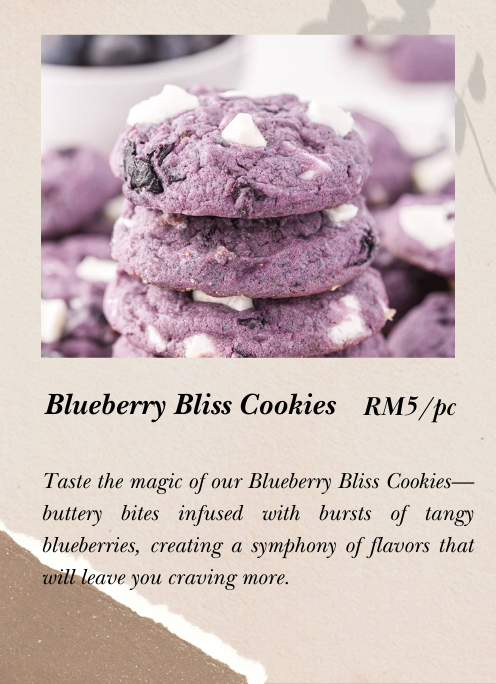 Blueberry Bliss Cookies RM5/pc
Taste the magic of our Blueberry Bliss Cookies—
buttery bites infused with bursts of tangy
blueberries, creating a symphony of flavors that
will leave you craving more.